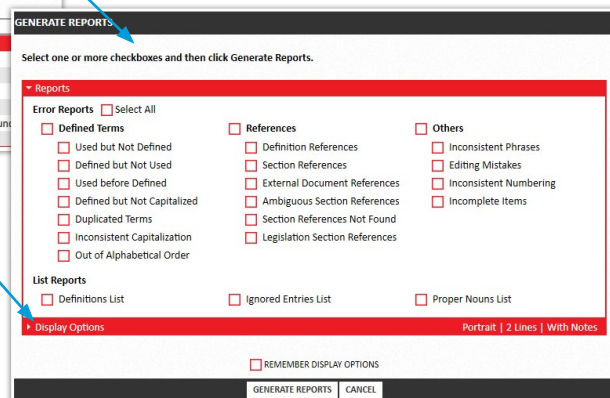 GENERATE REPORTS
Select one or more checkboxes and then click Generate Reports.
Reports
Error Reports Select All
Defined Terms References Others
Used but Not Defined Definition References Inconsistent Phrases
Defined but Not Used Section References Editing Mistakes
Used before Defined External Document References Inconsistent Numbering
Defined but Not Capitalized Ambiguous Section References Incomplete Items
Duplicated Terms Section References Not Found
Inconsistent Capitalization Legislation Section References
Out of Alphabetical Order
List Reports
Definitions List Ignored Entries List Proper Nouns List
Display Options Portrait | 2 Lines | With Notes
REMEMBER DISPLAY OPTIONS
GENERATE REPORTS CANCEL